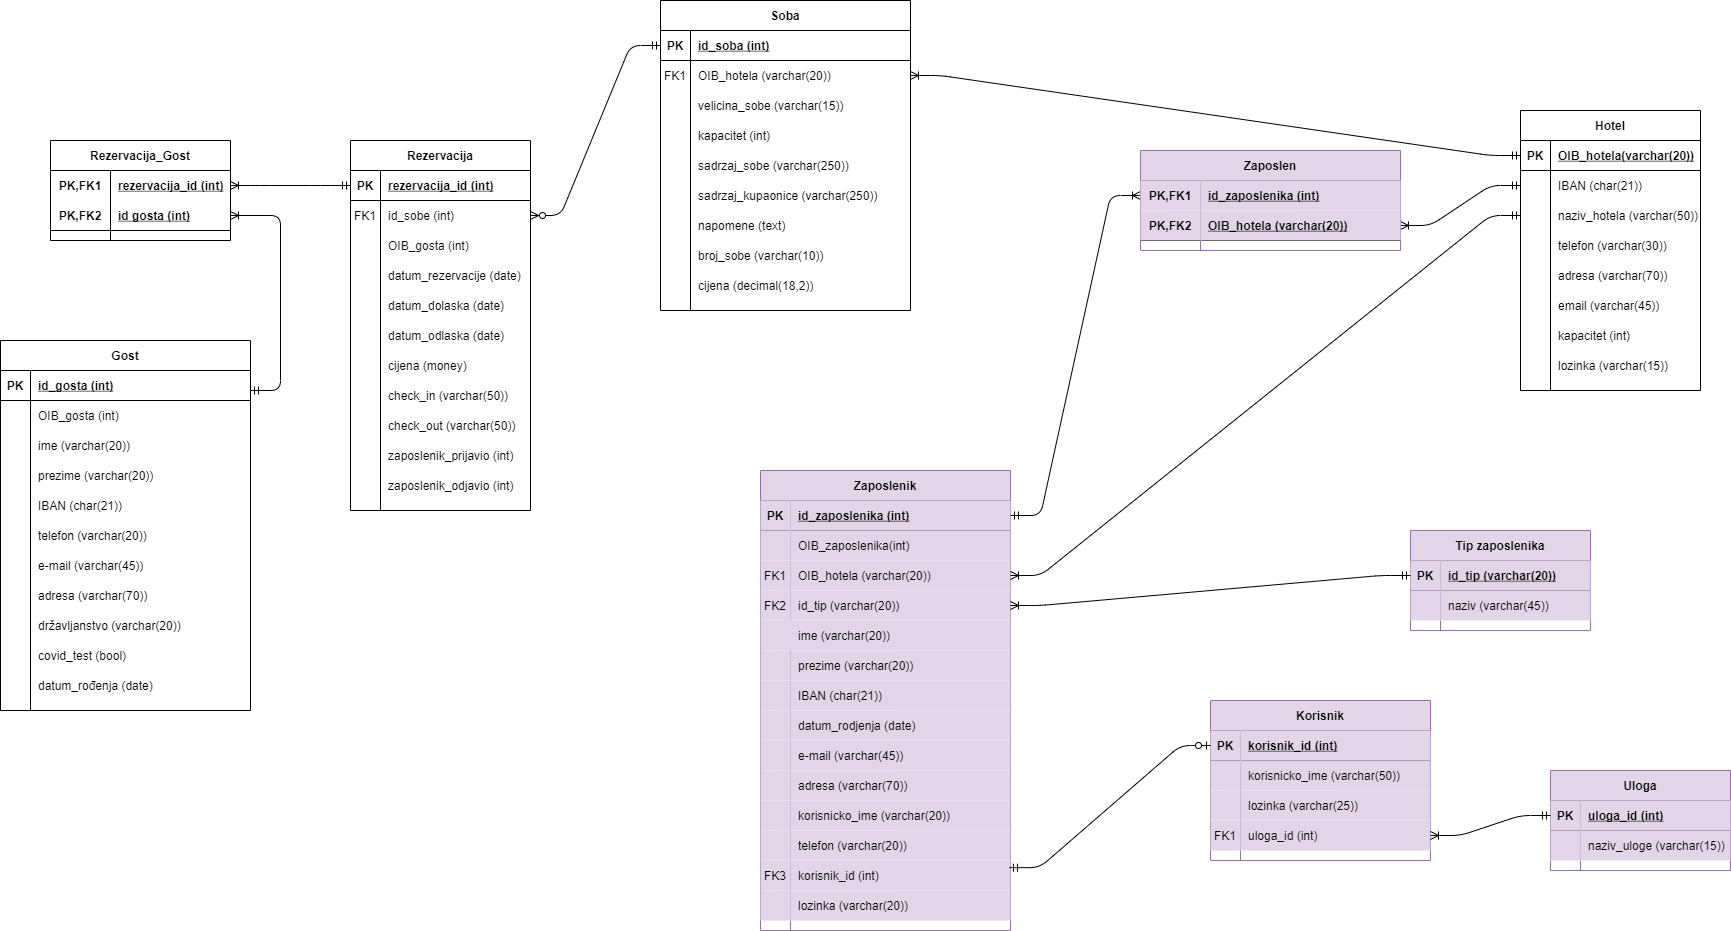 Soba
PK id_soba (int)
FK1 OIB_hotela (varchar(20))
velicina_sobe (varchar(15))
kapacitet (int)
sadrzaj_sobe (varchar(250))
sadrzaj_kupaonice (varchar(250))
napomene (text)
broj_sobe (varchar(10))
cijena (decimal(18,2))
Hotel
PK OIB_hotela(varchar(20))
IBAN (char(21))
naziv_hotela (varchar(50))
telefon (varchar(30))
adresa (varchar(70))
email (varchar(45))
kapacitet (int)
lozinka (varchar(15))
Rezervacija_Gost
PK,FK1 rezervacija_id (int)
PK,FK2 id gosta (int)
Rezervacija
PK rezervacija_id (int)
FK1 id_sobe (int)
OIB_gosta (int)
datum_rezervacije (date)
datum_dolaska (date)
datum_odlaska (date)
cijena (money)
check_in (varchar(50))
check_out (varchar(50))
zaposlenik_prijavio (int)
zaposlenik_odjavio (int)
Zaposlen
PK,FK1 id_zaposlenika (int)
PK,FK2 OIB_hotela (varchar(20))
Gost
PK id_gosta (int)
OIB_gosta (int)
ime (varchar(20))
prezime (varchar(20))
IBAN (char(21))
telefon (varchar(20))
e-mail (varchar(45))
adresa (varchar(70))
državljanstvo (varchar(20))
covid_test (bool)
datum_rođenja (date)
Zaposlenik
PK id_zaposlenika (int)
OIB_zaposlenika(int)
FK1 OIB_hotela (varchar(20))
FK2 id_tip (varchar(20))
ime (varchar(20))
prezime (varchar(20))
IBAN (char(21))
datum_rodjenja (date)
e-mail (varchar(45))
adresa (varchar(70))
korisnicko_ime (varchar(20))
telefon (varchar(20))
FK3 korisnik_id (int)
lozinka (varchar(20))
Tip zaposlenika
PK id_tip (varchar(20))
naziv (varchar(45))
Korisnik
PK korisnik_id (int)
korisnicko_ime (varchar(50))
lozinka (varchar(25))
FK1 uloga_id (int)
Uloga
PK uloga_id (int)
naziv_uloge (varchar(15))